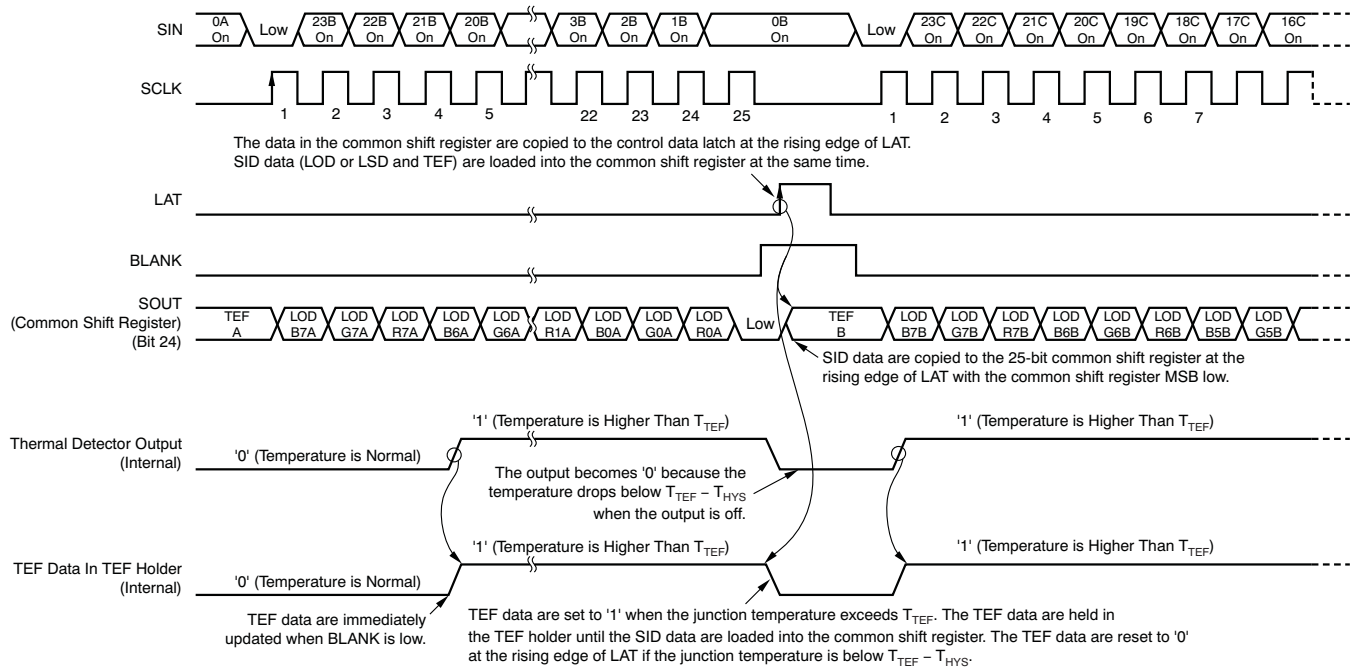 SIN
0A On
Low
23B On
22B On
21B On
20B On
3B On
2B On
1B On
0B On
Low
23C On
22C On
21C On
20C On
19C On
18C On
17C On
16C On
SCLK
1 2 3 4 5 22 23 24 25 1 2 3 4 5 6 7
The data in the common shift register are copied to the control data latch at the rising edge of LAT.
SID data (LOD or LSD and TEF) are loaded into the common shift register at the same time.
LAT
BLANK
SOUT
(Common Shift Register)
(Bit 24)
TEF A
LOD B7A
LOD G7A
LOD R7A
LOD B6A
LOD G6A
LOD R1A
LOD B0A
LOD G0A
LOD R0A
Low
TEF B
LOD B7B
LOD G7B
LOD R7B
LOD B6B
LOD G6B
LOD R6B
LOD B5B
LOD G5B
SID data are copied to the 25-bit common shift register at the
rising edge of LAT with the common shift register MSB low.
Thermal Detector Output
(Internal)
'0' (Temperature is Normal)
'1' (Temperature is Higher Than TTEF)
'1' (Temperature is Higher Than TTEF)
The output becomes '0' because the
temperature drops below TTEF – THYS
when the output is off.
TEF Data In TEF Holder
(Internal)
'0' (Temperature is Normal)
'1' (Temperature is Higher Than TTEF)
'1' (Temperature is Higher Than TTEF)
TEF data are immediately
updated when BLANK is low.
TEF data are set to '1' when the junction temperature exceeds TTEF. The TEF data are held in
the TEF holder until the SID data are loaded into the common shift register. The TEF data are reset to '0'
at the rising edge of LAT if the junction temperature is below TTEF – THYS.